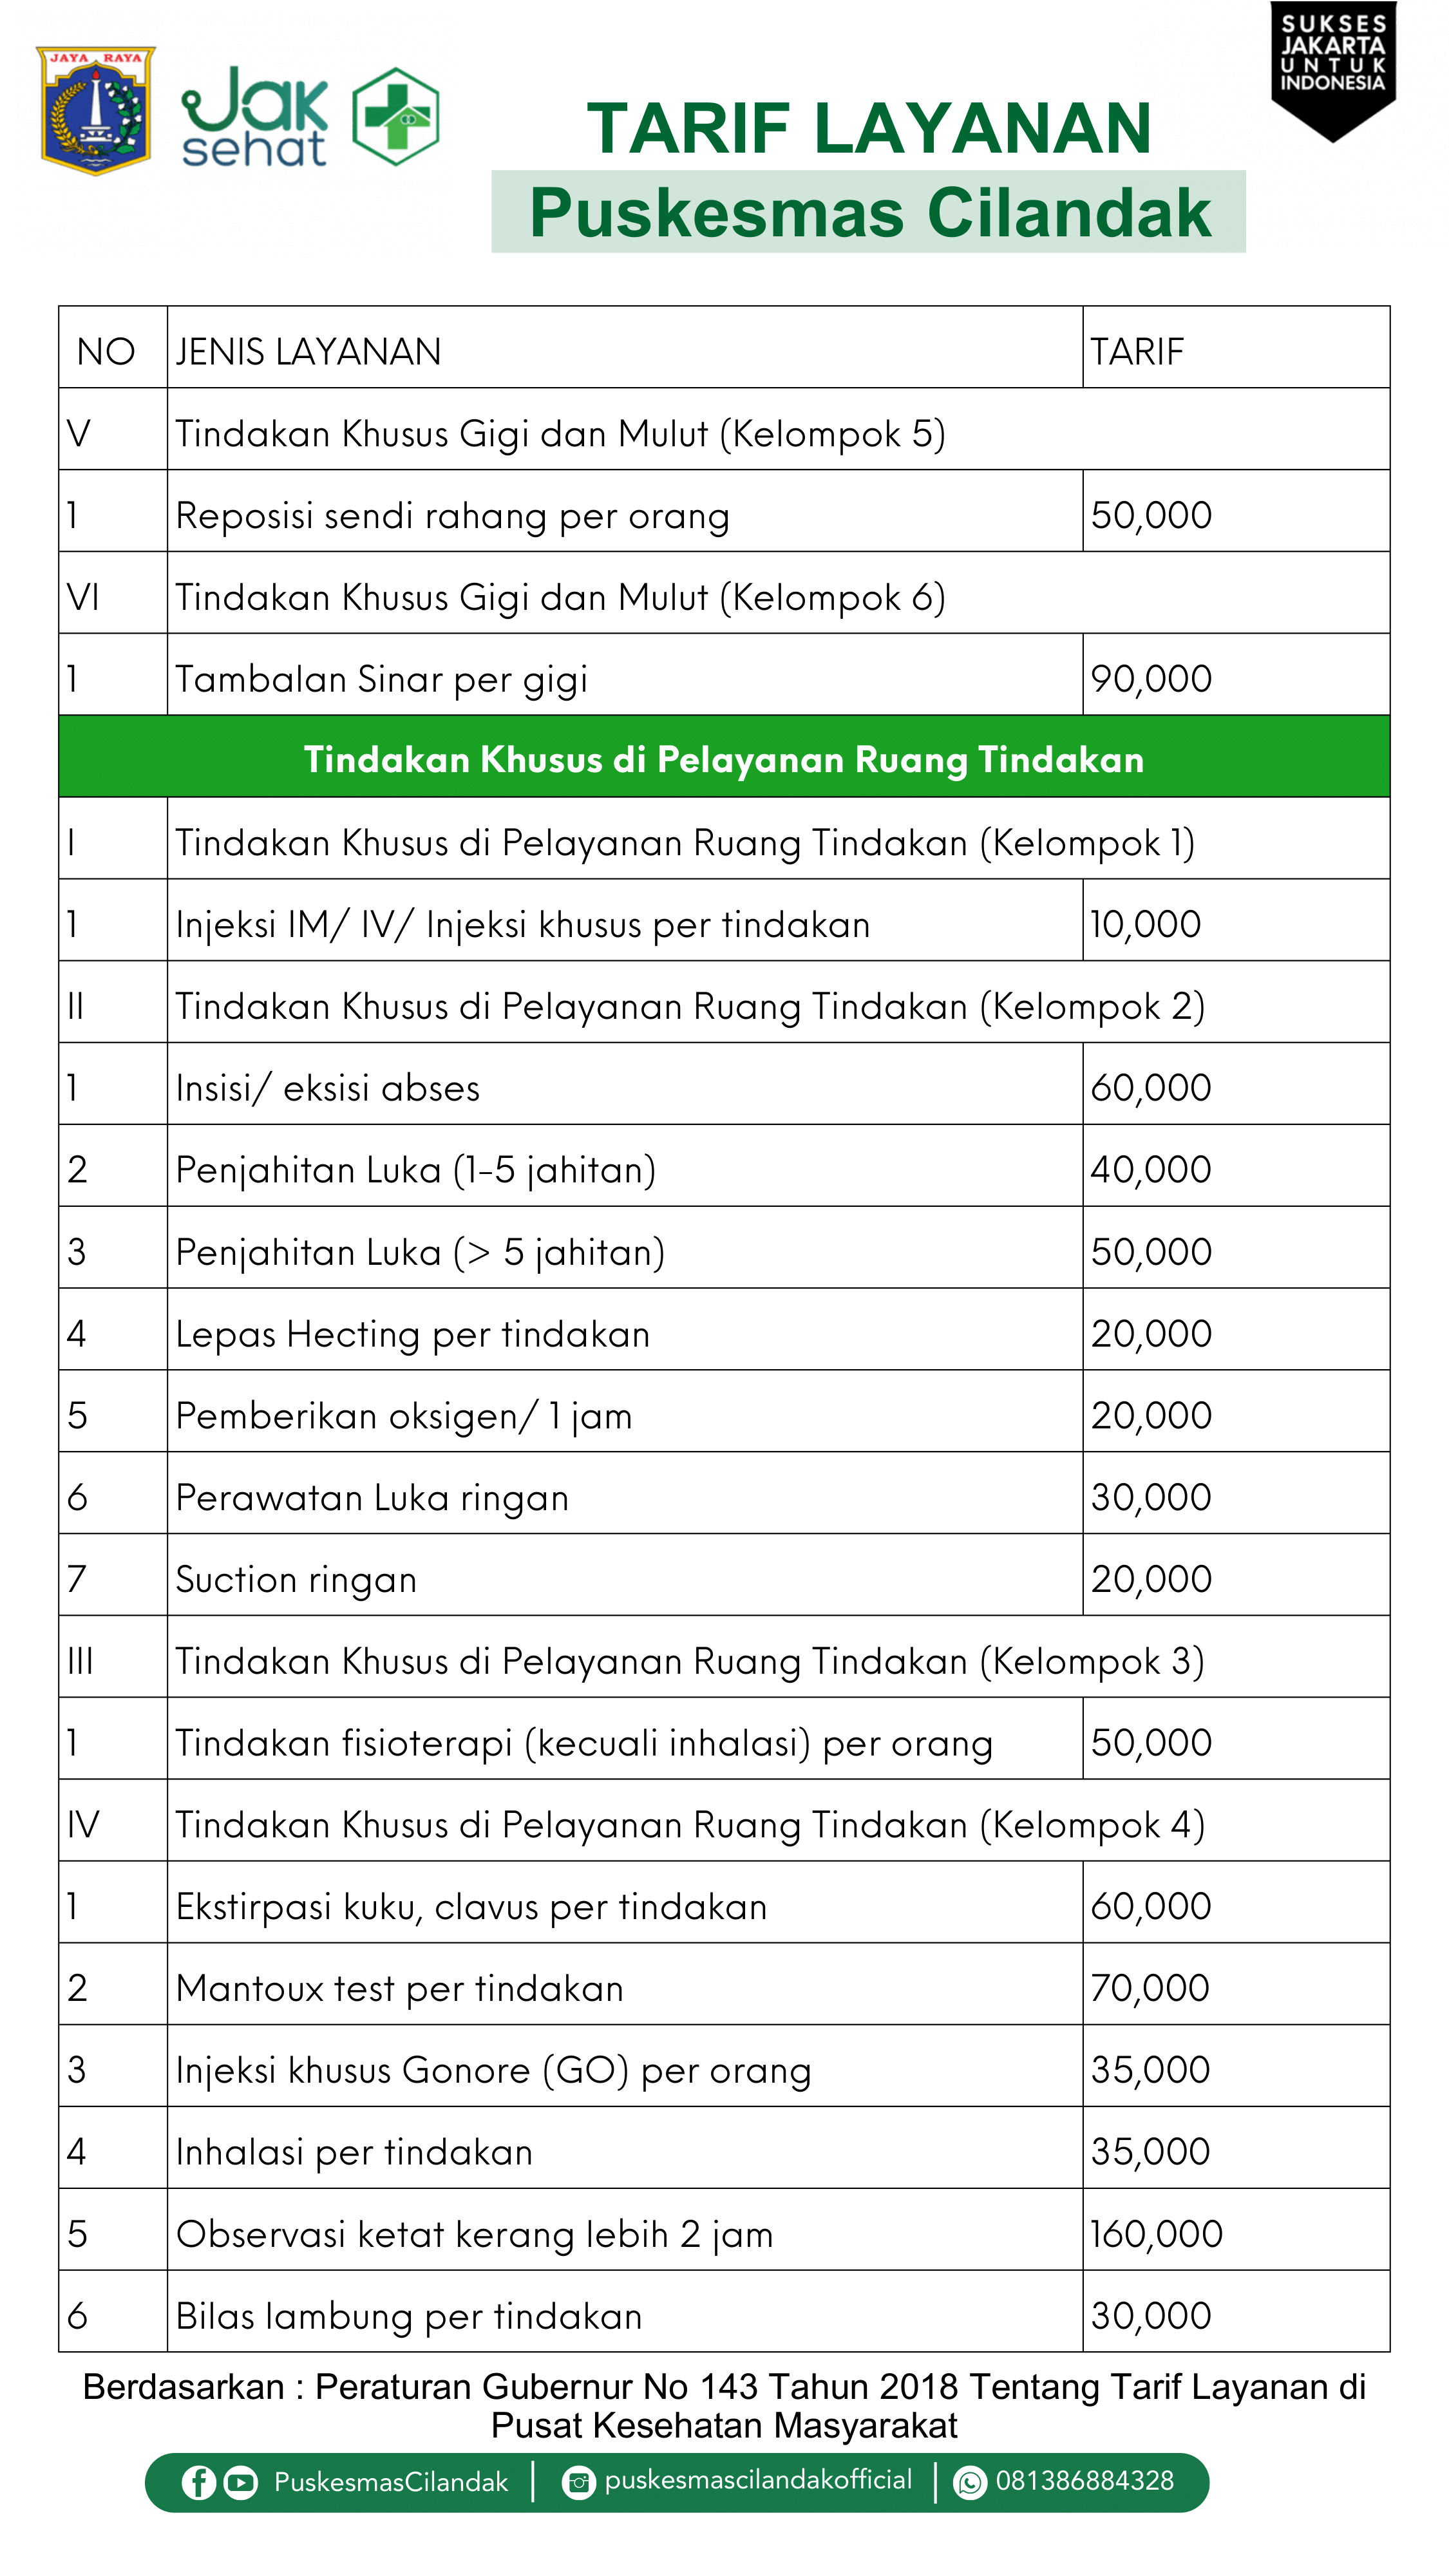 JAYA RAYA
Jak
sehat
SUKSES
JAKARTA
UNTUK
INDONESIA
TARIF LAYANAN
Puskesmas Cilandak
NO JENIS LAYANAN TARIF
V Tindakan Khusus Gigi dan Mulut (Kelompok 5)
1 Reposisi sendi rahang per orang 50,000
VI Tindakan Khusus Gigi dan Mulut (Kelompok 6)
1 Tambalan Sinar per gigi 90,000
Tindakan Khusus di Pelayanan Ruang Tindakan
I Tindakan Khusus di Pelayanan Ruang Tindakan (Kelompok 1)
1 Injeksi IM/ IV/ Injeksi khusus per tindakan 10,000
II Tindakan Khusus di Pelayanan Ruang Tindakan (Kelompok 2)
1 Insisi/ eksisi abses 60,000
2 Penjahitan Luka (1-5 jahitan) 40,000
3 Penjahitan Luka (> 5 jahitan) 50,000
4 Lepas Hecting per tindakan 20,000
5 Pemberikan oksigen/ 1 jam 20,000
6 Perawatan Luka ringan 30,000
7 Suction ringan 20,000
III Tindakan Khusus di Pelayanan Ruang Tindakan (Kelompok 3)
1 Tindakan fisioterapi (kecuali inhalasi) per orang 50,000
IV Tindakan Khusus di Pelayanan Ruang Tindakan (Kelompok 4)
1 Ekstirpasi kuku, clavus per tindakan 60,000
2 Mantoux test per tindakan 70,000
3 Injeksi khusus Gonore (GO) per orang 35,000
4 Inhalasi per tindakan 35,000
5 Observasi ketat kerang lebih 2 jam 160,000
6 Bilas lambung per tindakan 30,000
Berdasarkan : Peraturan Gubernur No 143 Tahun 2018 Tentang Tarif Layanan di
Pusat Kesehatan Masyarakat
PuskesmasCilandak | puskesmascilandakofficial | 081386884328